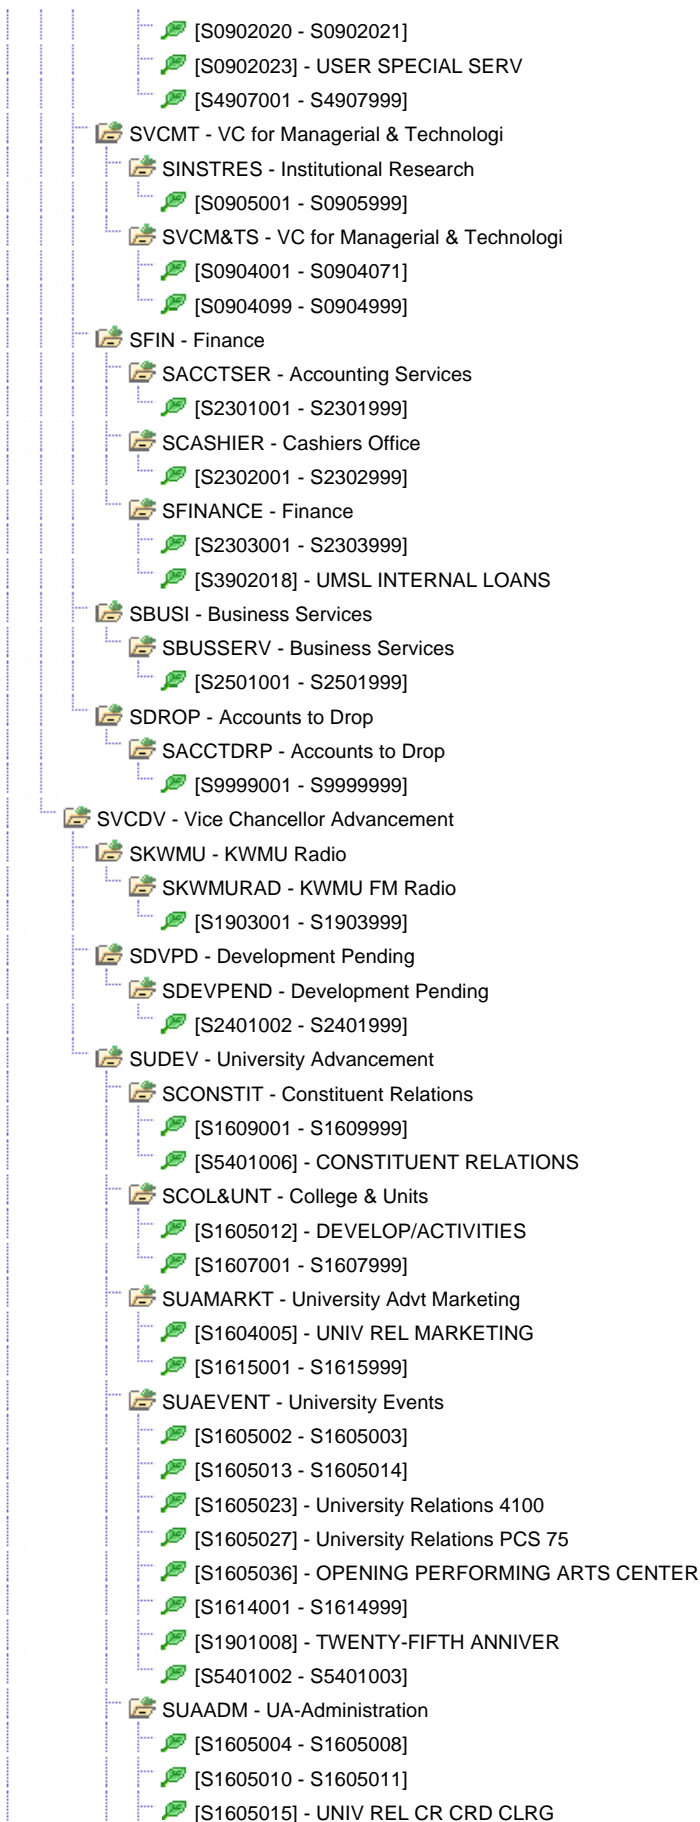 [S0902020 - S0902021]
[S0902023] - USER SPECIAL SERV
[S4907001 - S4907999]
SVCMT - VC for Managerial & Technologi
SINSTRES - Institutional Research
[S0905001 - S0905999]
SVCM&TS - VC for Managerial & Technologi
[S0904001 - S0904071]
[S0904099 - S0904999]
SFIN - Finance
SACCTSER - Accounting Services
[S2301001 - S2301999]
SCASHIER - Cashiers Office
[S2302001 - S2302999]
SFINANCE - Finance
[S2303001 - S2303999]
[S3902018] - UMSL INTERNAL LOANS
SBUSI - Business Services
SBUSSERV - Business Services
[S2501001 - S2501999]
SDROP - Accounts to Drop
SACCTDRP - Accounts to Drop
[S9999001 - S9999999]
SVCDV - Vice Chancellor Advancement
SKWMU - KWMU Radio
SKWMURAD - KWMU FM Radio
[S1903001 - S1903999]
SDVPD - Development Pending
SDEVPEND - Development Pending
[S2401002 - S2401999]
SUDEV - University Advancement
SCONSTIT - Constituent Relations
[S1609001 - S1609999]
[S5401006] - CONSTITUENT RELATIONS
SCOL&UNT - College & Units
[S1605012] - DEVELOP/ACTIVITIES
[S1607001 - S1607999]
SUAMARKT - University Advt Marketing
[S1604005] - UNIV REL MARKETING
[S1615001 - S1615999]
SUAEVENT - University Events
[S1605002 - S1605003]
[S1605013 - S1605014]
[S1605023] - University Relations 4100
[S1605027] - University Relations PCS 75
[S1605036] - OPENING PERFORMING ARTS CENTER
[S1614001 - S1614999]
[S1901008] - TWENTY-FIFTH ANNIVER
[S5401002 - S5401003]
SUAADM - UA-Administration
[S1605004 - S1605008]
[S1605010 - S1605011]
[S1605015] - UNIV REL CR CRD CLRG